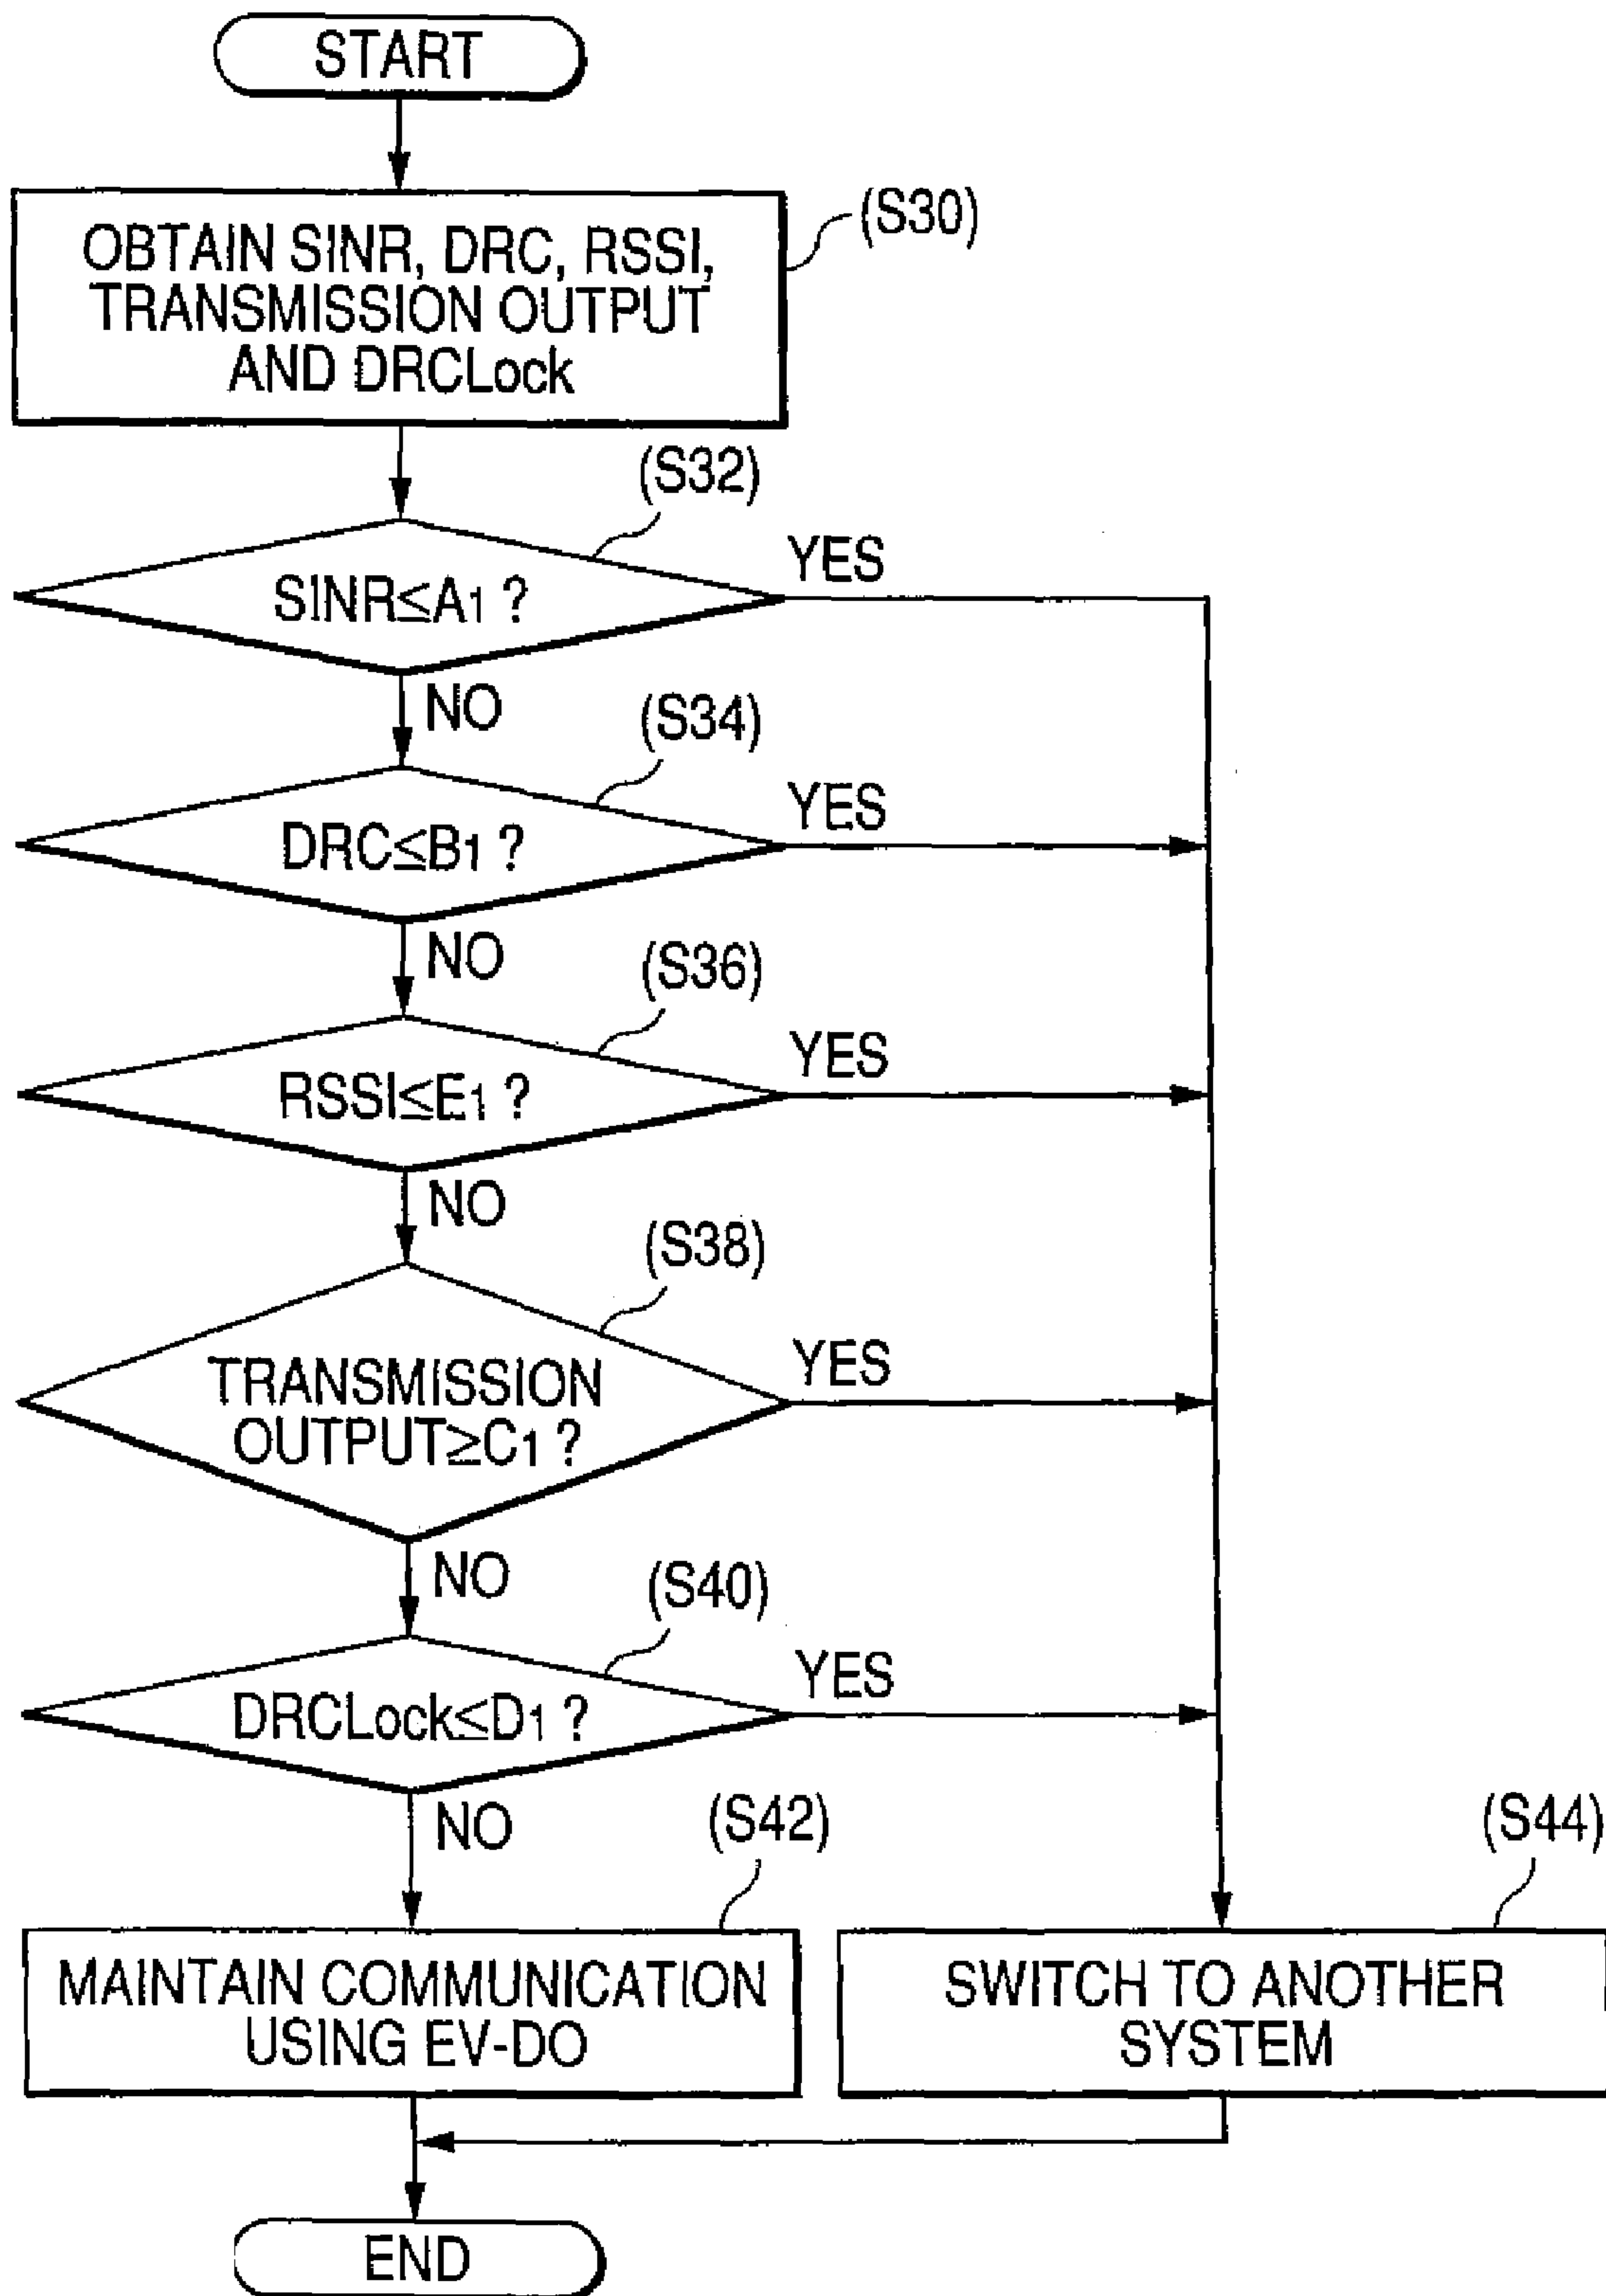 START
(S30)
OBTAIN SINR, DRC, RSSI,
TRANSMISSION OUTPUT
AND DRCLock
(S32)
SINR≤A1 ?
YES
NO
(S34)
DRC≤B1 ?
YES
NO
(S36)
RSSI≤E1 ?
YES
NO
(S38)
TRANSMISSION
OUTPUT≥C1 ?
YES
NO
(S40)
DRCLock≤D1 ?
YES
NO
(S42)
MAINTAIN COMMUNICATION
USING EV-DO
(S44)
SWITCH TO ANOTHER
SYSTEM
END